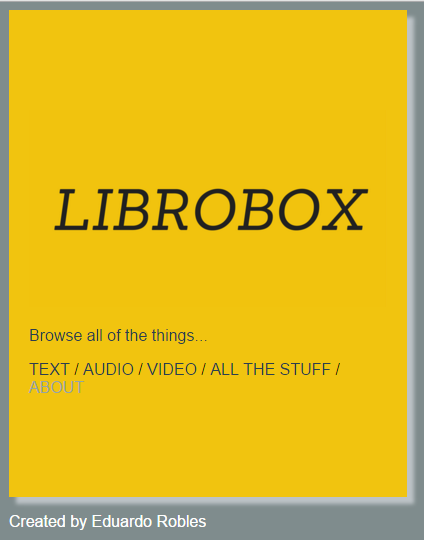 LIBROBOX
Browse all of the things...
TEXT / AUDIO / VIDEO / ALL THE STUFF /
ABOUT
Created by Eduardo Robles